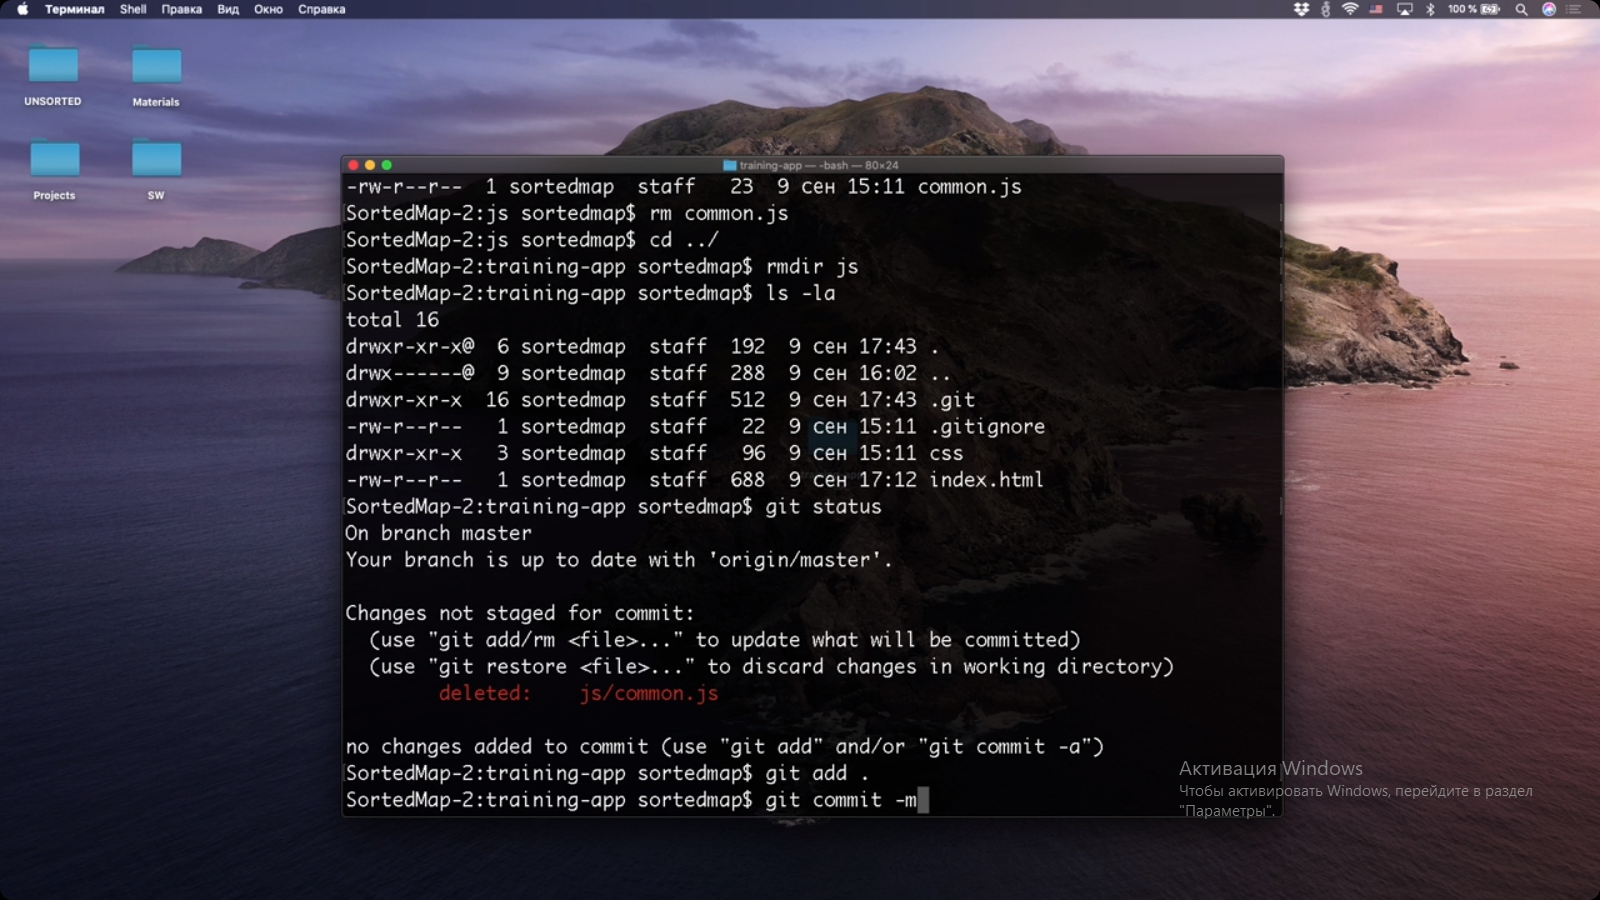 Терминал Shell Правка Вид Окно Справка
100 %
UNSORTED
Materials
Projects
SW
training-app — -bash — 80×24
-rw-r--r-- 1 sortedmap staff 23 9 сен 15:11 common.js
SortedMap-2:js sortedmap$ rm common.js
SortedMap-2:js sortedmap$ cd ../
SortedMap-2:training-app sortedmap$ rmdir js
SortedMap-2:training-app sortedmap$ ls -la
total 16
drwxr-xr-x@ 6 sortedmap staff 192 9 сен 17:43 .
drwx------@ 9 sortedmap staff 288 9 сен 16:02 ..
drwxr-xr-x 16 sortedmap staff 512 9 сен 17:43 .git
-rw-r--r-- 1 sortedmap staff 22 9 сен 15:11 .gitignore
drwxr-xr-x 3 sortedmap staff 96 9 сен 15:11 css
-rw-r--r-- 1 sortedmap staff 688 9 сен 17:12 index.html
SortedMap-2:training-app sortedmap$ git status
On branch master
Your branch is up to date with 'origin/master'.
Changes not staged for commit:
(use "git add/rm <file>..." to update what will be committed)
(use "git restore <file>..." to discard changes in working directory)
deleted: js/common.js
no changes added to commit (use "git add" and/or "git commit -a")
SortedMap-2:training-app sortedmap$ git add .
SortedMap-2:training-app sortedmap$ git commit -m
Активация Windows
Чтобы активировать Windows, перейдите в раздел
"Параметры".